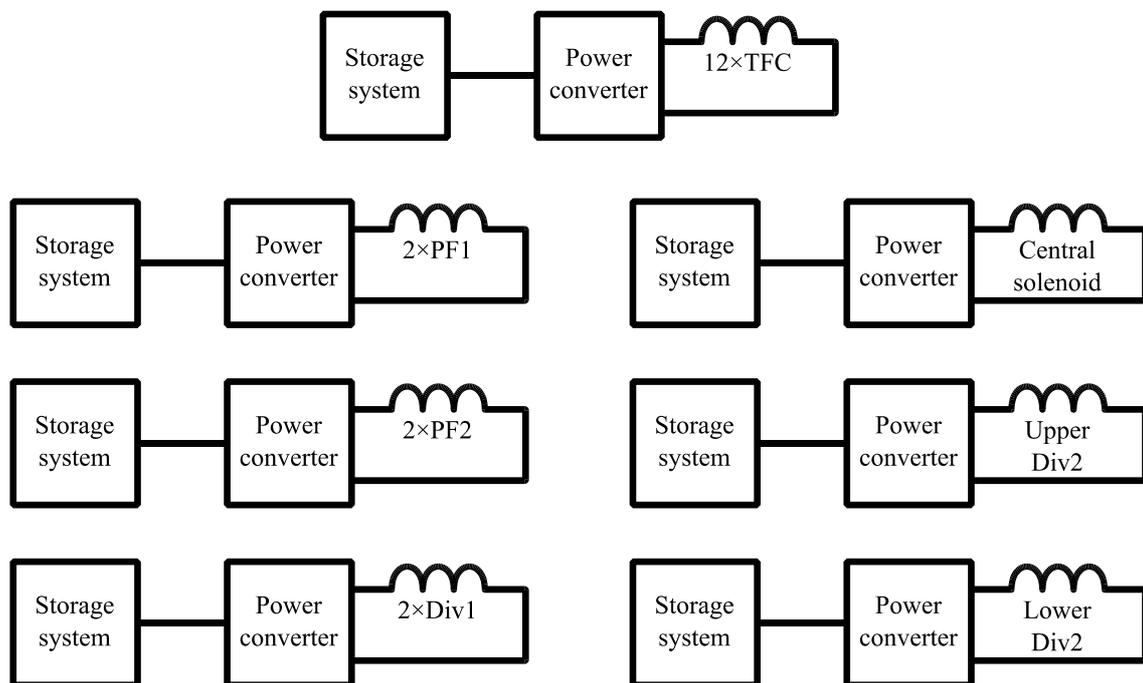 Storage
system
Power
converter
12×TFC
Storage
system
Power
converter
2×PF1
Storage
system
Power
converter
Central
solenoid
Storage
system
Power
converter
2×PF2
Storage
system
Power
converter
Upper
Div2
Storage
system
Power
converter
2×Div1
Storage
system
Power
converter
Lower
Div2